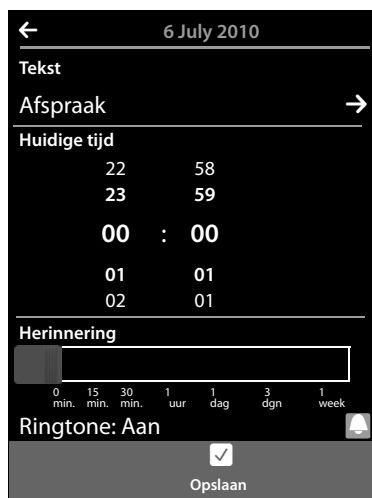 6 July 2010
Tekst
Afspraak
Huidige tijd
22 58
23 59
00 : 00
01 01
02 01
Herinnering
0 min. 15 min. 30 min. 1 uur 1 dag 3 dgn 1 week
Ringtone: Aan
Opslaan